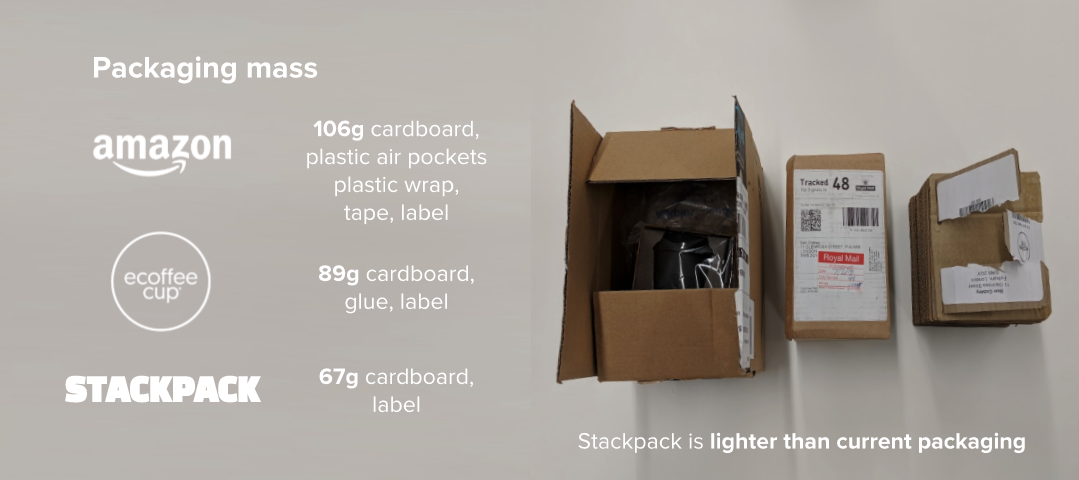 Packaging mass
amazon
106g cardboard,
plastic air pockets
plastic wrap,
tape, label
ecoffee
cup
89g cardboard,
glue, label
STACKPACK
67g cardboard,
label
Tracked 48
Royal Mail
Stackpack is lighter than current packaging